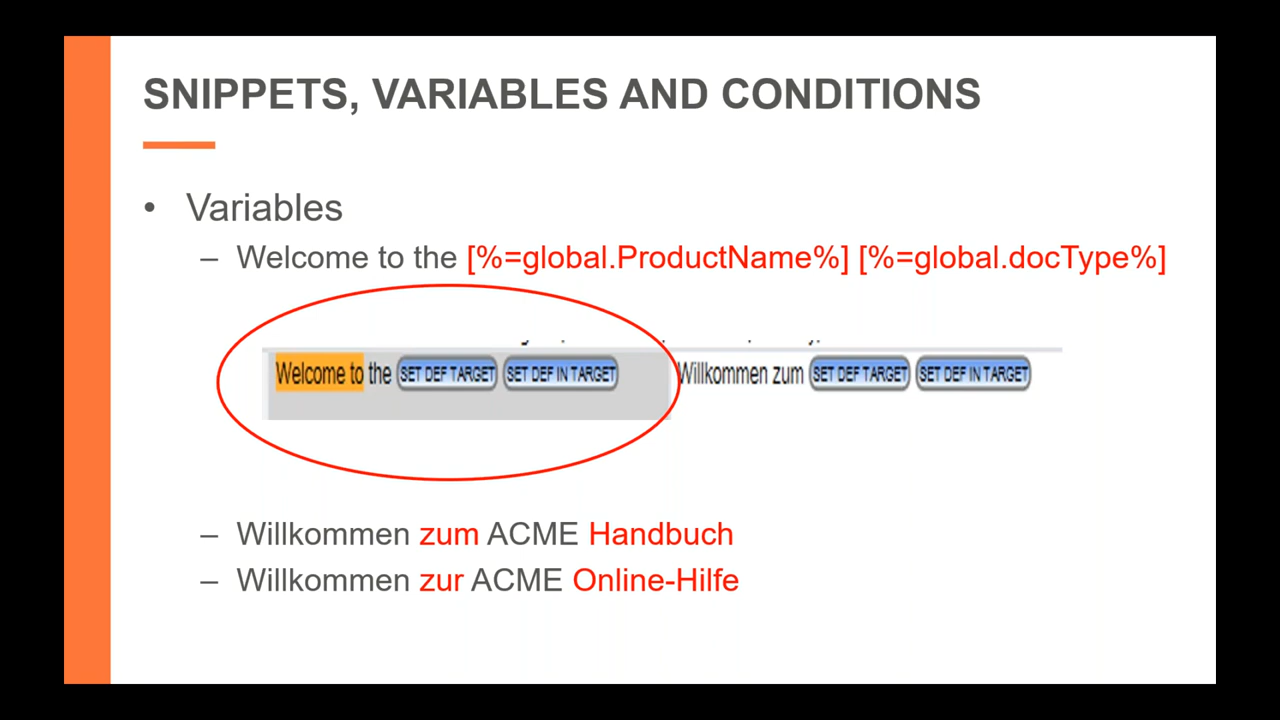 SNIPPETS, VARIABLES AND CONDITIONS
• Variables
– Welcome to the [%=global.ProductName%] [%=global.docType%]
Welcome to the SET DEF TARGET SET DEF IN TARGET Willkommen zum SET DEF TARGET SET DEF IN TARGET
– Willkommen zum ACME Handbuch
– Willkommen zur ACME Online-Hilfe